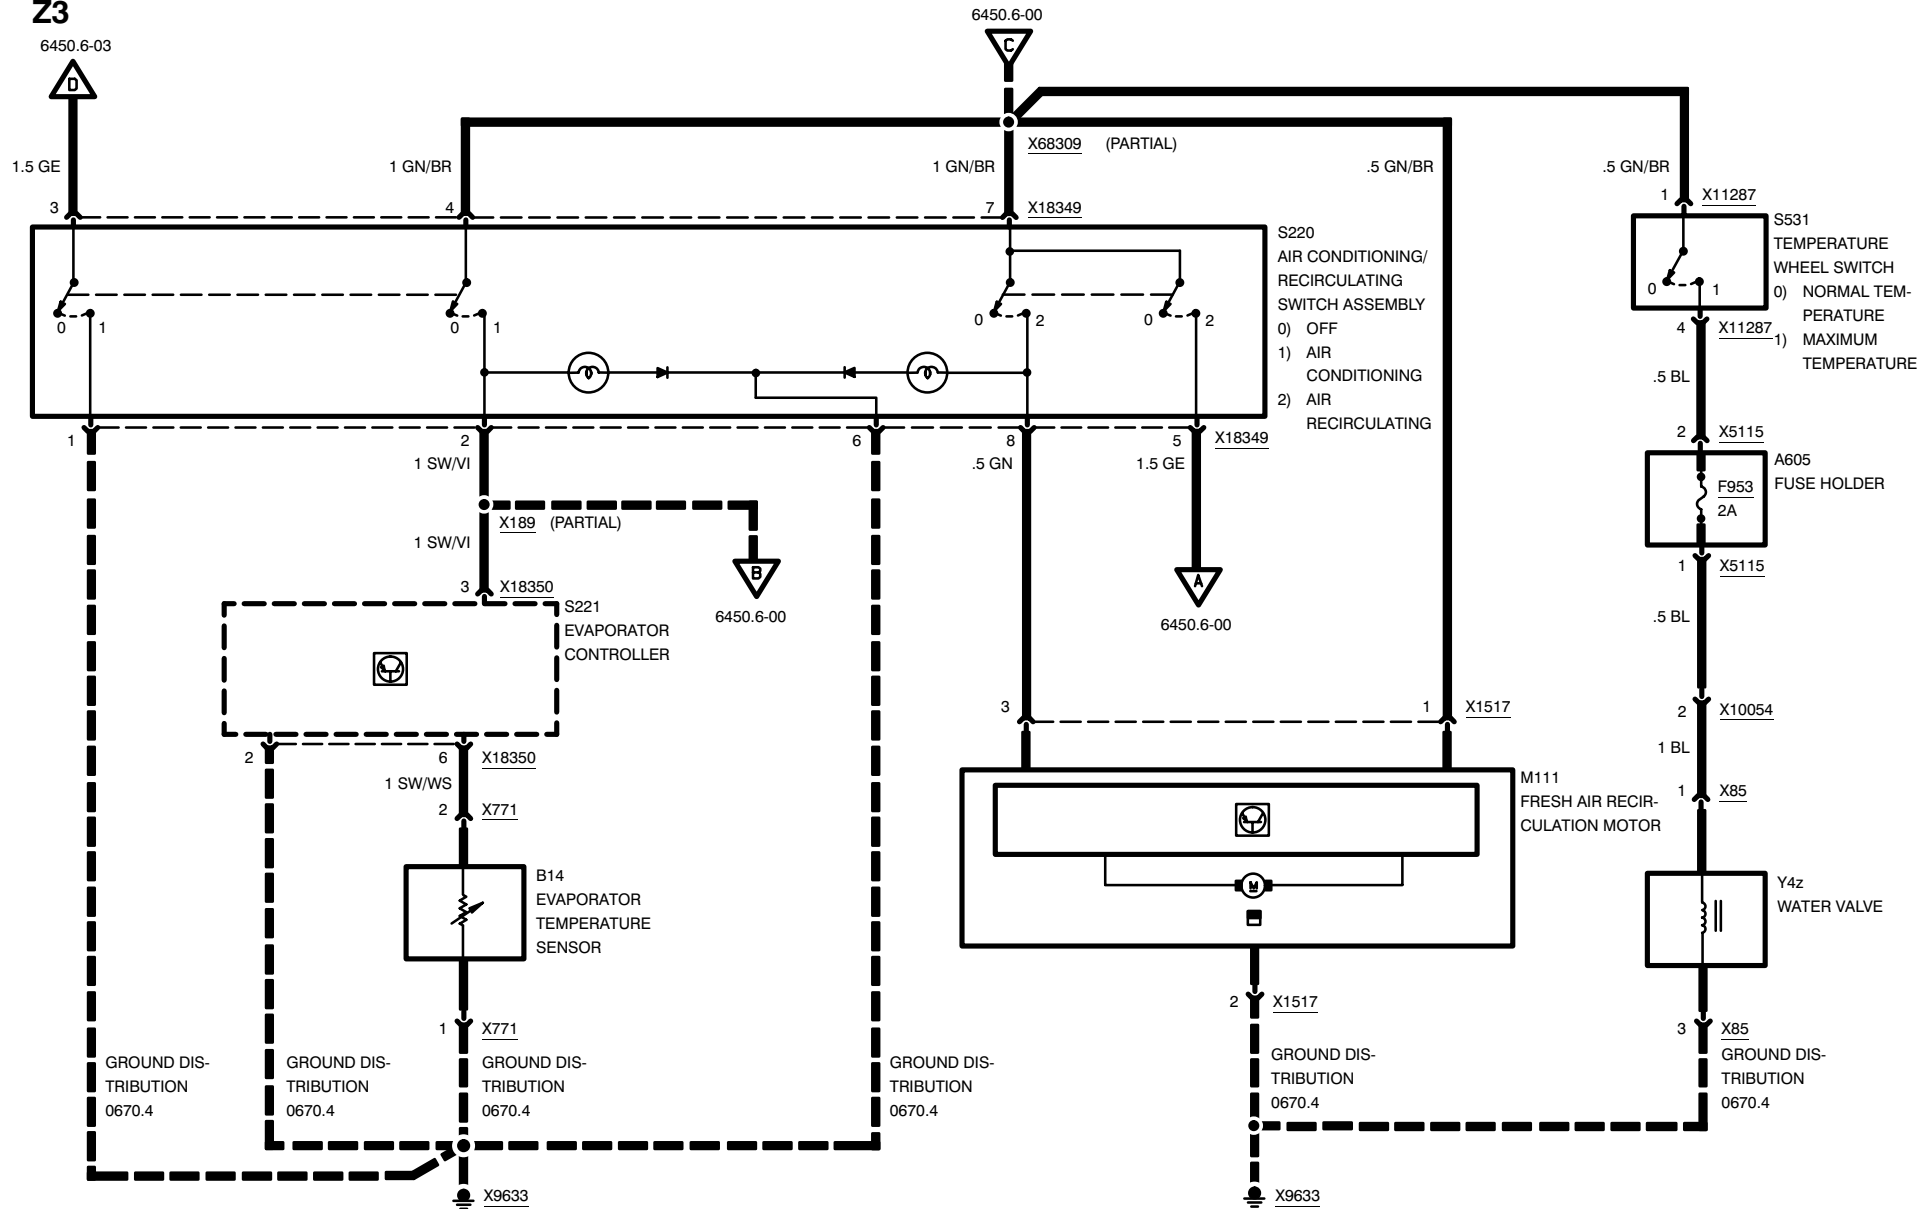 Z3
6450.6-03
D
6450.6-00
C
X68309 (PARTIAL)
1.5 GE
1 GN/BR
1 GN/BR
.5 GN/BR
.5 GN/BR
3
4
7
X18349
1
X11287
S220
AIR CONDITIONING/
RECIRCULATING
SWITCH ASSEMBLY
0) OFF
1) AIR
CONDITIONING
2) AIR
RECIRCULATING
0
1
0
1
0
2
0
2
S531
TEMPERATURE
WHEEL SWITCH
0) NORMAL TEM-
PERATURE
1) MAXIMUM
TEMPERATURE
0
1
4
X11287
.5 BL
1
2
6
8
5
X18349
1 SW/VI
.5 GN
1.5 GE
2
X5115
A605
FUSE HOLDER
F953
2A
1
X5115
X189 (PARTIAL)
1 SW/VI
B
6450.6-00
A
6450.6-00
3
X18350
S221
EVAPORATOR
CONTROLLER
.5 BL
2
6
X18350
1 SW/WS
2
X771
3
1
X1517
2
X10054
1 BL
1
X85
M111
FRESH AIR RECIR-
CULATION MOTOR
M
B14
EVAPORATOR
TEMPERATURE
SENSOR
Y4z
WATER VALVE
1
X771
2
X1517
3
X85
GROUND DIS-
TRIBUTION
0670.4
GROUND DIS-
TRIBUTION
0670.4
GROUND DIS-
TRIBUTION
0670.4
GROUND DIS-
TRIBUTION
0670.4
GROUND DIS-
TRIBUTION
0670.4
GROUND DIS-
TRIBUTION
0670.4
X9633
X9633